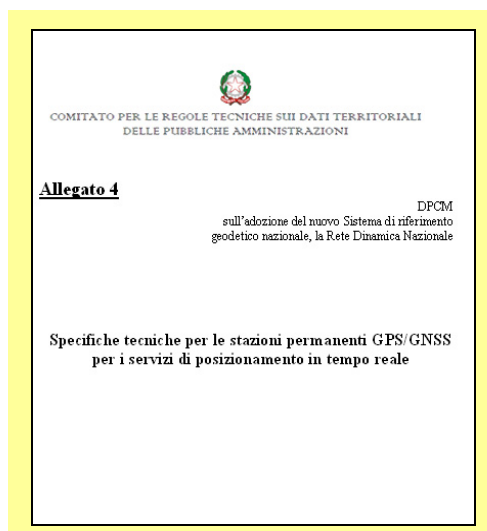 COMITATO PER LE REGOLE TECNICHE SUI DATI TERRITORIALI
DELLE PUBBLICHE AMMINISTRAZIONI
Allegato 4
DPCM
sull'adozione del nuovo Sistema di riferimento
geodetico nazionale, la Rete Dinamica Nazionale
Specifiche tecniche per le stazioni permanenti GPS/GNSS
per i servizi di posizionamento in tempo reale